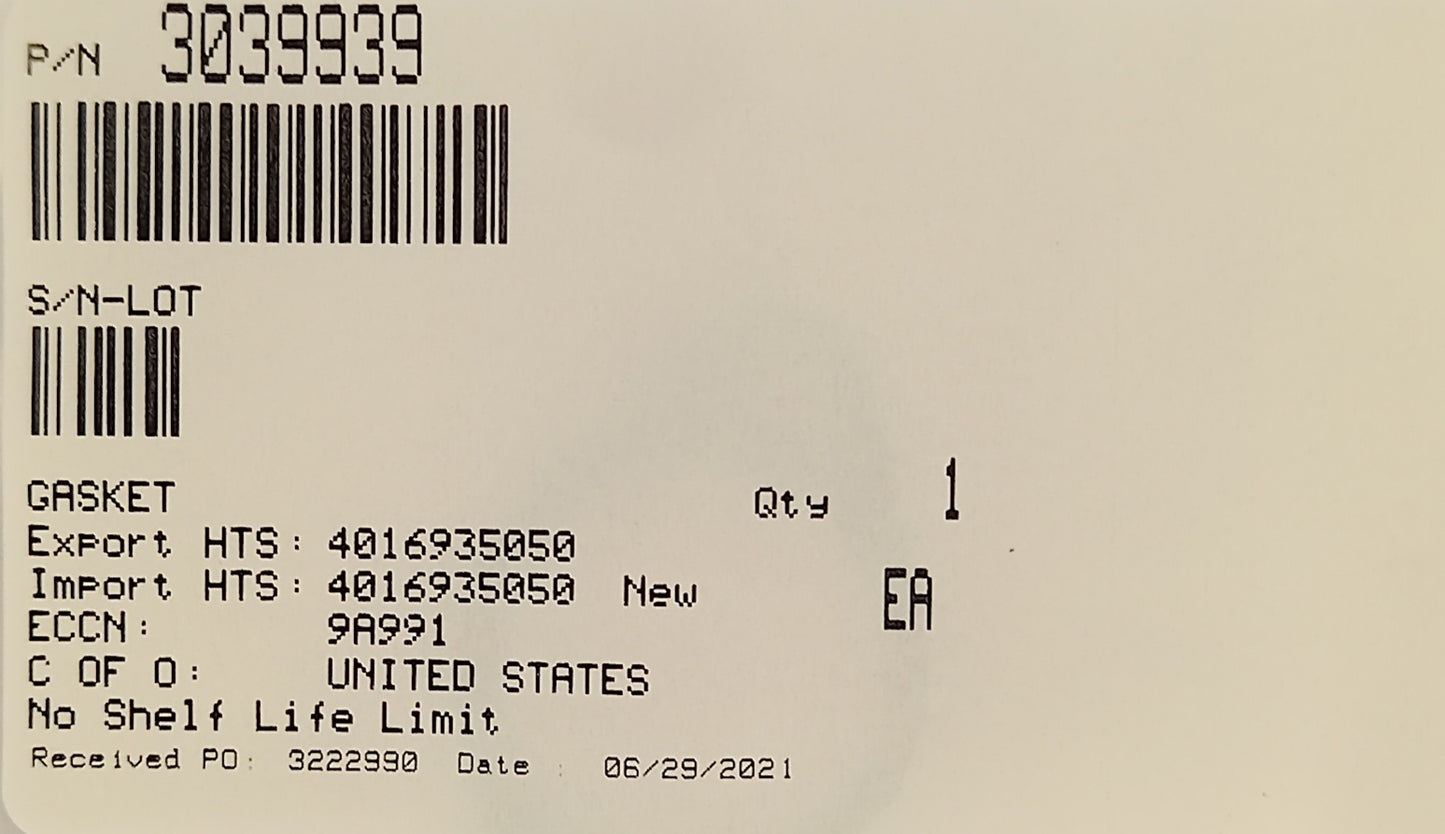 P/N 3039939
S/N-LOT
GASKET Qty 1
Export HTS: 4016935050
Import HTS: 4016935050 New EA
ECCN: 9A991
C OF O: UNITED STATES
No Shelf Life Limit
Received PO: 3222990 Date : 06/29/2021